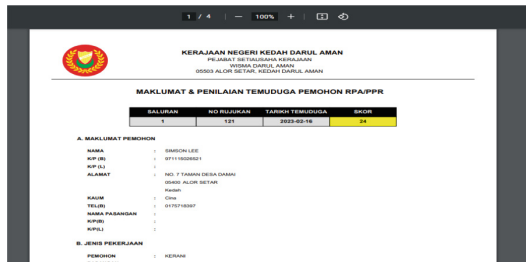 1 / 4 — 100% +
KERAJAAN NEGERI KEDAH DARUL AMAN
PEJABAT SETIAUSAHA KERAJAAN
WISMA DARUL AMAN
05503 ALOR SETAR, KEDAH DARUL AMAN
MAKLUMAT & PENILAIAN TEMUDUGA PEMOHON RPA/PPR
SALURAN NO RUJUKAN TARIKH TEMUDUGA SKOR
1 121 2023-02-16 24
A. MAKLUMAT PEMOHON
NAMA : SIMSON LEE
K/P (B) :
K/P (L) :
ALAMAT : NO. 7 TAMAN DESA DAMAI
05400 ALOR SETAR
Kedah
KAUM : Cina
TEL(B) : 0175718397
NAMA PASANGAN :
K/P(B) :
K/P(L) :
B. JENIS PEKERJAAN
PEMOHON : KERANI